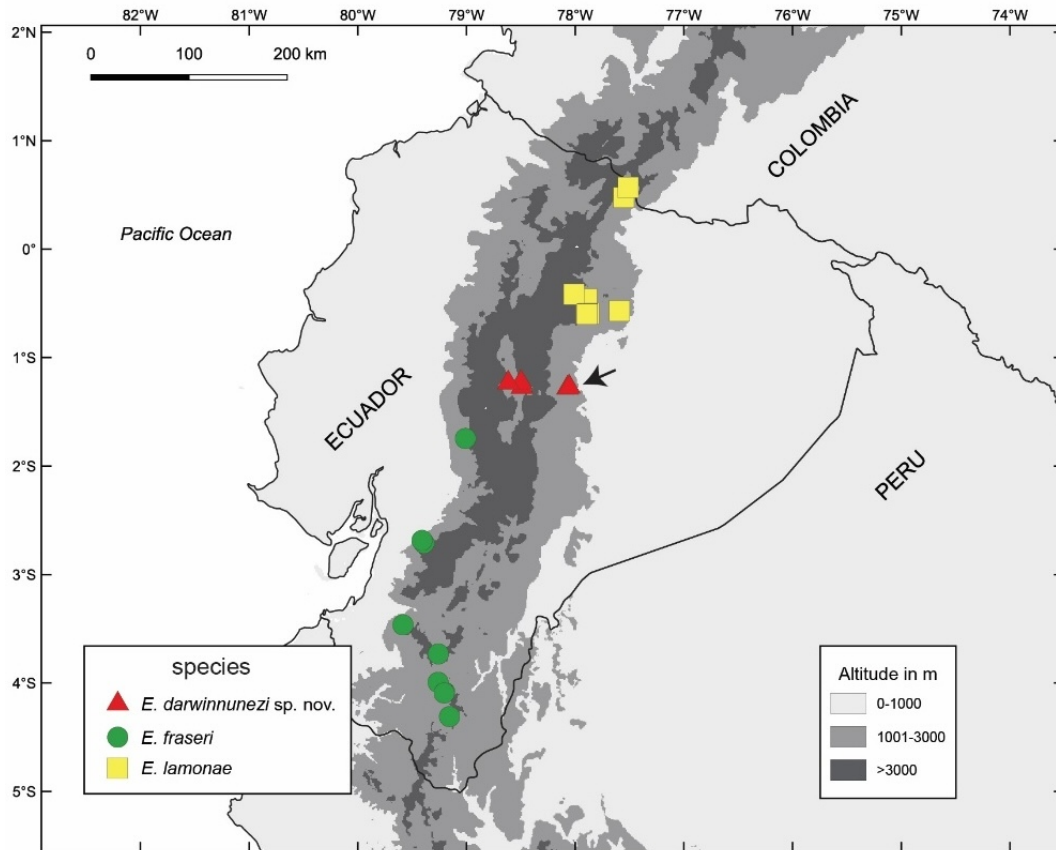 82°W 81°W 80°W 79°W 78°W 77°W 76°W 75°W 74°W
2°N
0 100 200 km
1°N
COLOMBIA
Pacific Ocean
0°
1°S
ECUADOR
2°S
PERU
3°S
species
E. darwinnunezi sp. nov.
E. fraseri
E. lamonae
4°S
Altitude in m
0-1000
1001-3000
>3000
5°S